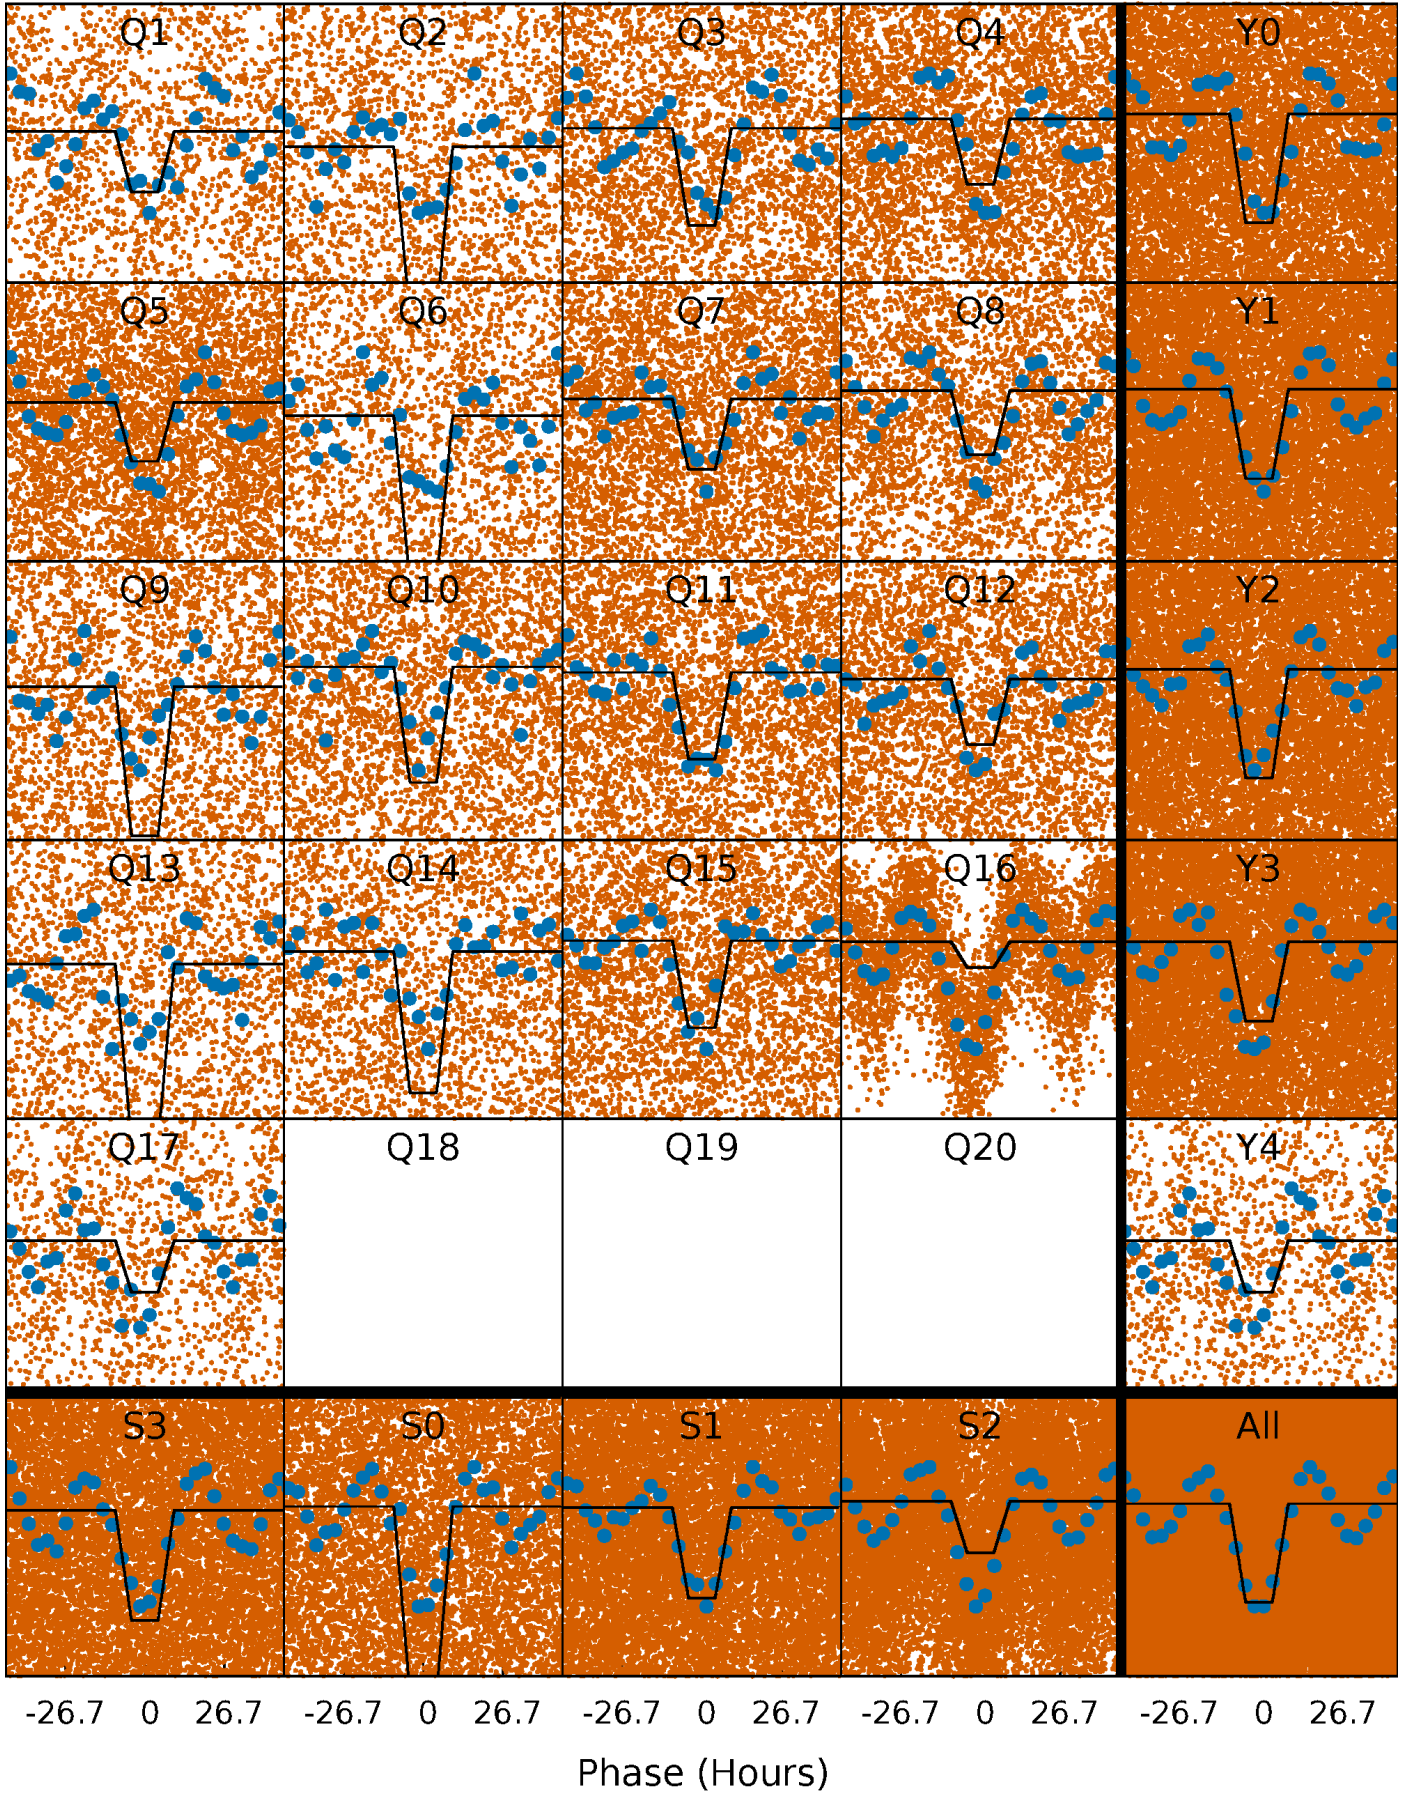 Q1 Q2 Q3 Q4 Y0
Q5 Q6 Q7 Q8 Y1
Q9 Q10 Q11 Q12 Y2
Q13 Q14 Q15 Q16 Y3
Q17 Q18 Q19 Q20 Y4
S3 S0 S1 S2 All
-26.7 0 26.7 -26.7 0 26.7 -26.7 0 26.7 -26.7 0 26.7 -26.7 0 26.7
Phase (Hours)